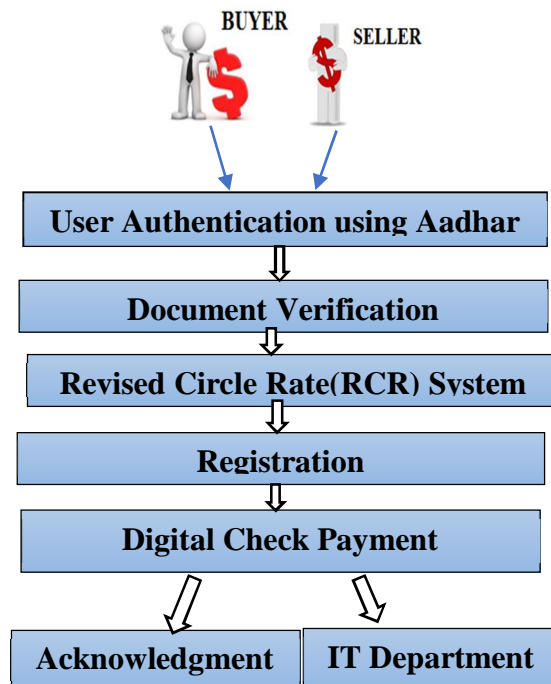 BUYER
SELLER
User Authentication using Aadhar
Document Verification
Revised Circle Rate(RCR) System
Registration
Digital Check Payment
Acknowledgment
IT Department